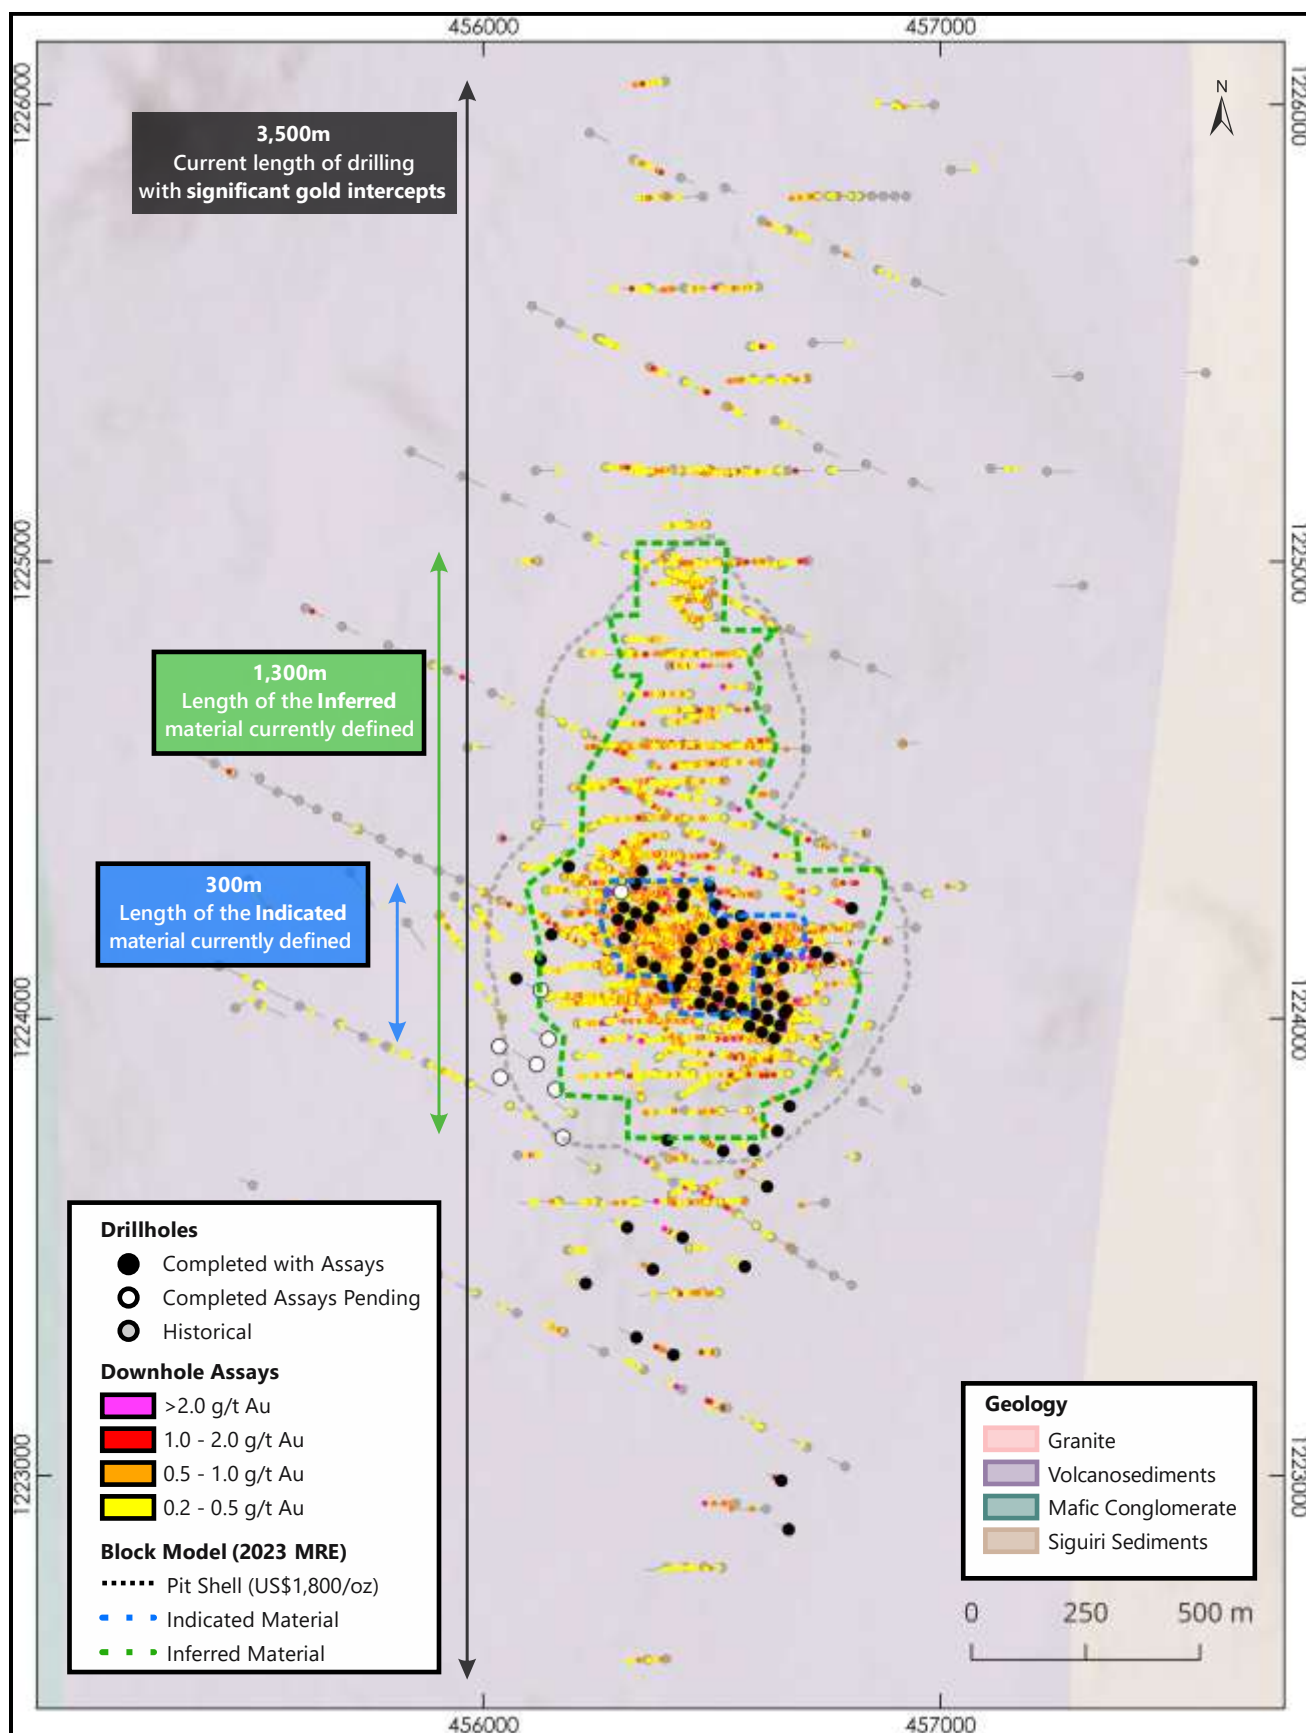 456000
457000
1226000
1226000
N
3,500m
Current length of drilling
with significant gold intercepts
1225000
1225000
1,300m
Length of the Inferred
material currently defined
300m
Length of the Indicated
material currently defined
1224000
1224000
Drillholes
Completed with Assays
Completed Assays Pending
Historical
Downhole Assays
>2.0 g/t Au
1.0 - 2.0 g/t Au
0.5 - 1.0 g/t Au
0.2 - 0.5 g/t Au
Block Model (2023 MRE)
Pit Shell (US$1,800/oz)
Indicated Material
Inferred Material
Geology
Granite
Volcanosediments
Mafic Conglomerate
Siguiri Sediments
1223000
1223000
0 250 500 m
456000
457000